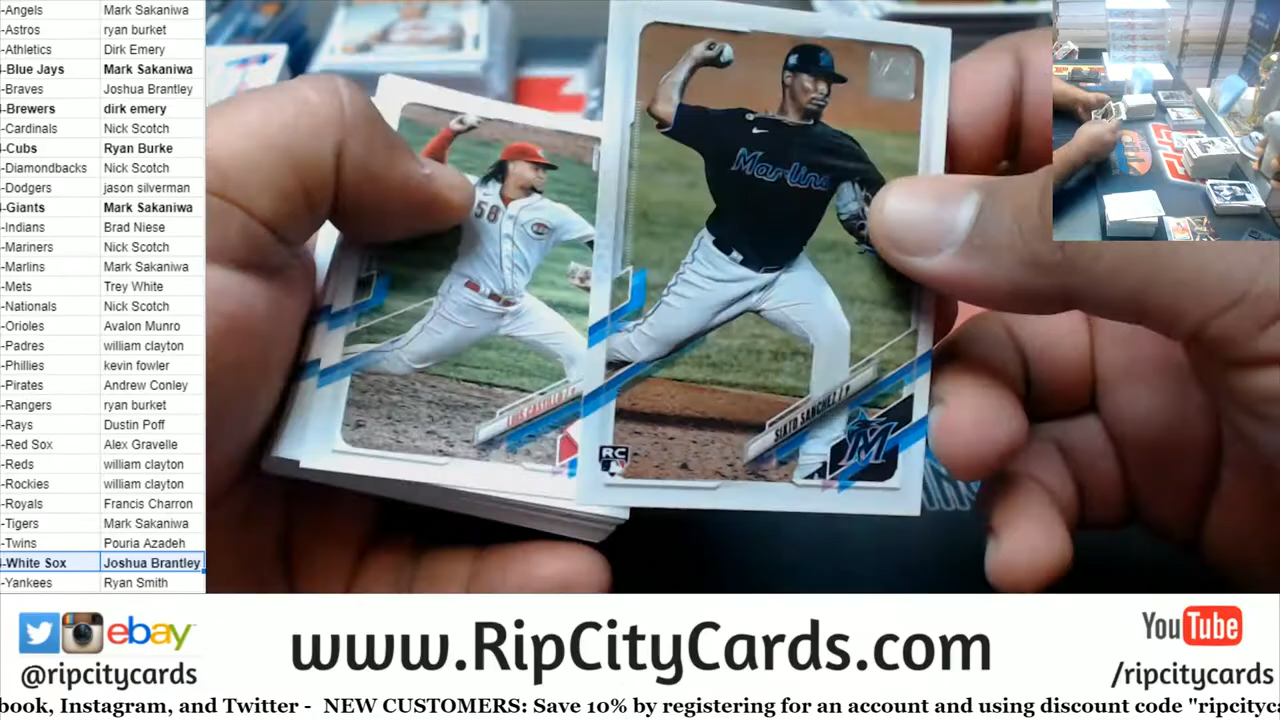 -Angels Mark Sakaniwa
-Astros ryan burket
-Athletics Dirk Emery
-Blue Jays Mark Sakaniwa
-Braves Joshua Brantley
-Brewers dirk emery
-Cardinals Nick Scotch
-Cubs Ryan Burke
-Diamondbacks Nick Scotch
-Dodgers jason silverman
-Giants Mark Sakaniwa
-Indians Brad Niese
-Mariners Nick Scotch
-Marlins Mark Sakaniwa
-Mets Trey White
-Nationals Nick Scotch
-Orioles Avalon Munro
-Padres william clayton
-Phillies kevin fowler
-Pirates Andrew Conley
-Rangers ryan burket
-Rays Dustin Poff
-Red Sox Alex Gravelle
-Reds william clayton
-Rockies william clayton
-Royals Francis Charron
-Tigers Mark Sakaniwa
-Twins Pouria Azadeh
-White Sox Joshua Brantley
-Yankees Ryan Smith
58
LUIS CASTILLO
Marlins
SIXTO SANCHEZ / P
RC
M
ebay
@ripcitycards
www.RipCityCards.com
YouTube
/ripcitycards
book, Instagram, and Twitter - NEW CUSTOMERS: Save 10% by registering for an account and using discount code "ripcityc